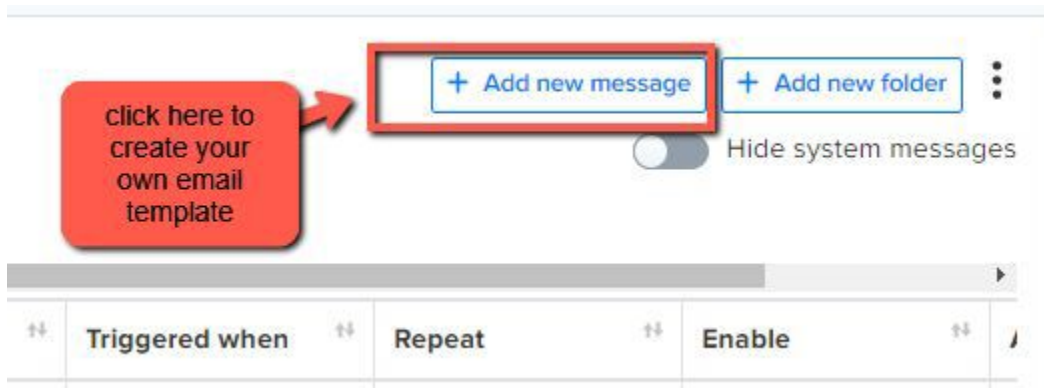 + Add new message
+ Add new folder
click here to
create your
own email
template
Hide system messages
Triggered when
Repeat
Enable